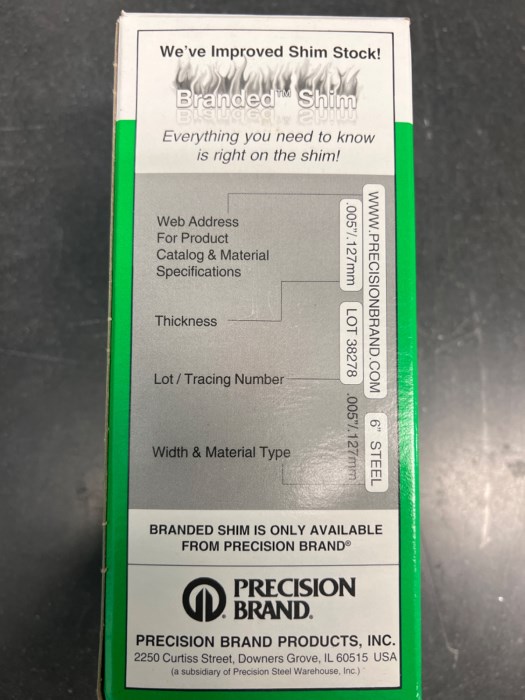 We've Improved Shim Stock!
Branded™ Shim
Everything you need to know
is right on the shim!
Web Address
For Product
Catalog & Material
Specifications
Thickness
Lot / Tracing Number
Width & Material Type
WWW.PRECISIONBRAND.COM 6" STEEL
.005"/.127mm LOT 38278 .005"/.127mm
BRANDED SHIM IS ONLY AVAILABLE
FROM PRECISION BRAND®
PRECISION
BRAND®
PRECISION BRAND PRODUCTS, INC.
2250 Curtiss Street, Downers Grove, IL 60515 USA
(a subsidiary of Precision Steel Warehouse, Inc.)